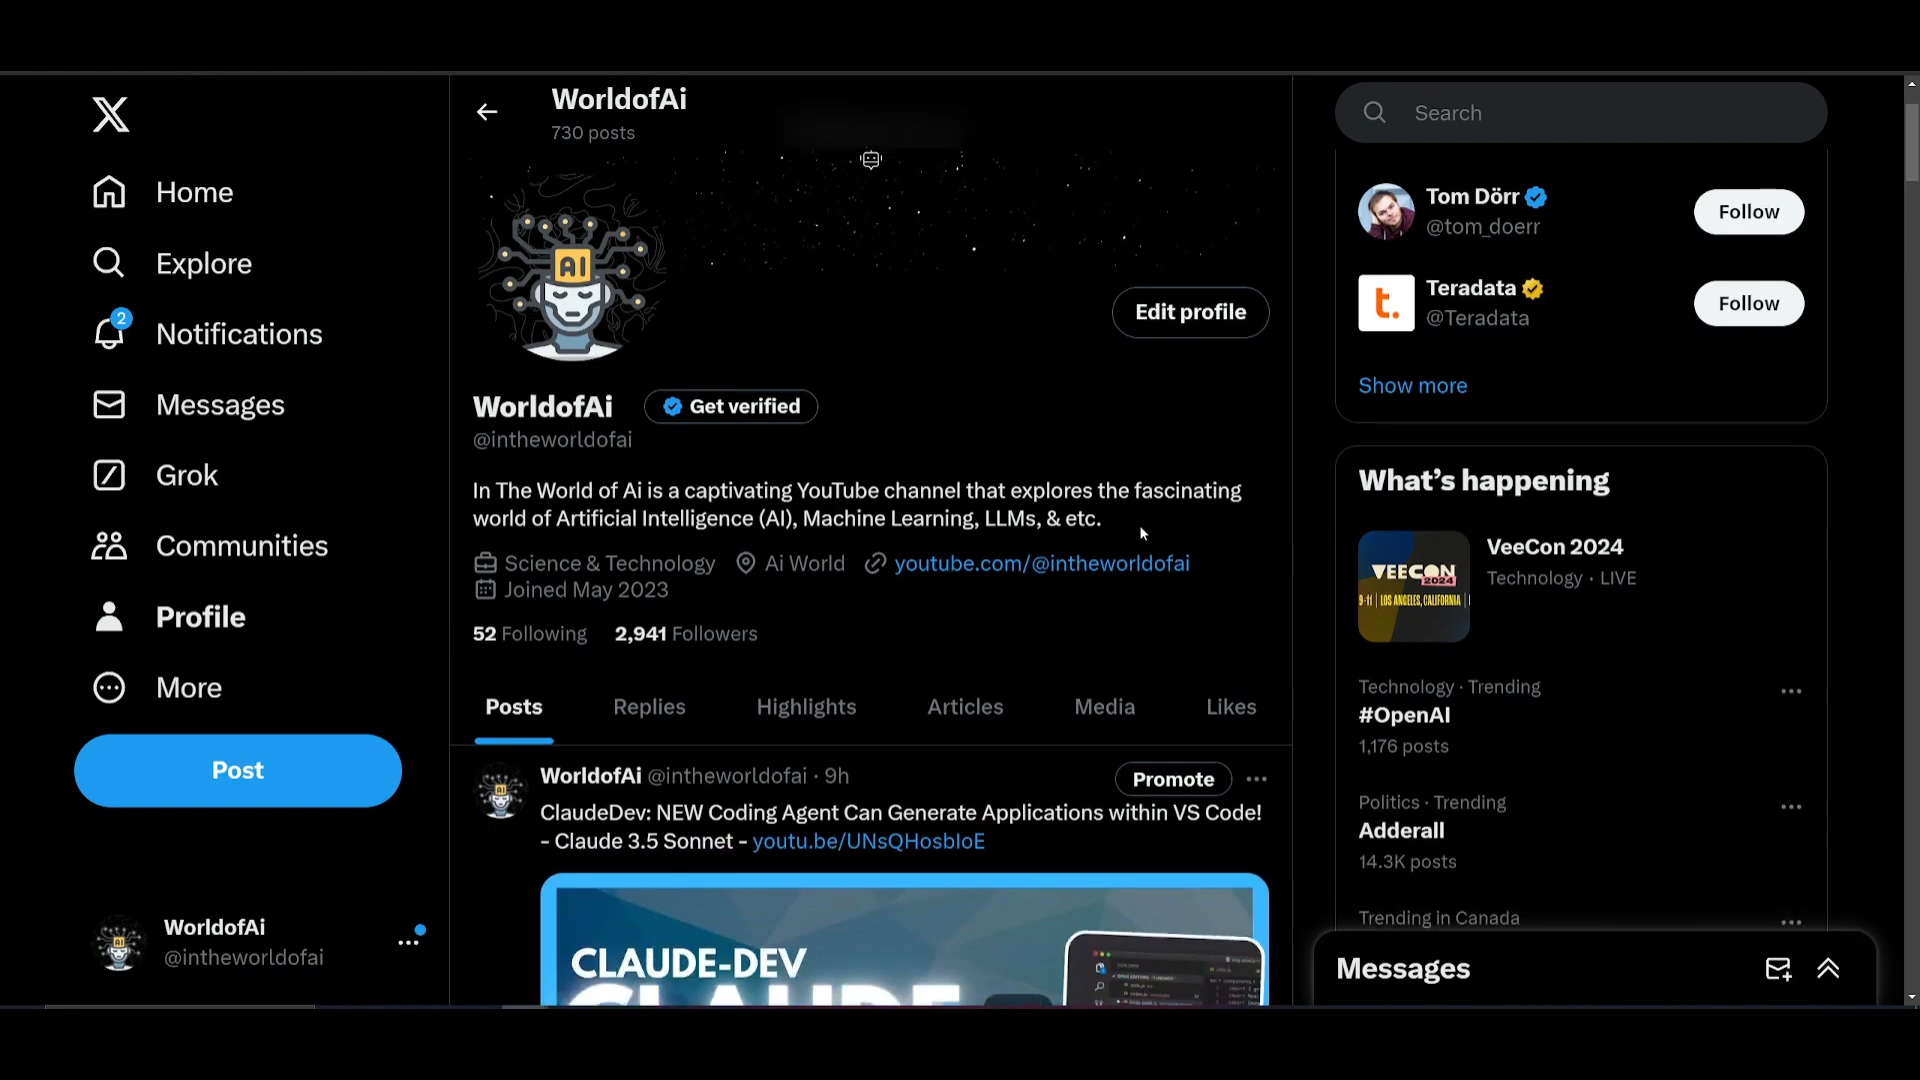 Home
Explore
2
Notifications
Messages
Grok
Communities
Profile
More
Post
WorldofAi
@intheworldofai
WorldofAi
730 posts
AI
Edit profile
WorldofAi
Get verified
@intheworldofai
In The World of Ai is a captivating YouTube channel that explores the fascinating
world of Artificial Intelligence (AI), Machine Learning, LLMs, & etc.
Science & Technology Ai World youtube.com/@intheworldofai
Joined May 2023
52 Following 2,941 Followers
Posts Replies Highlights Articles Media Likes
WorldofAi @intheworldofai · 9h
Promote
ClaudeDev: NEW Coding Agent Can Generate Applications within VS Code!
- Claude 3.5 Sonnet - youtu.be/UNsQHosbIoE
CLAUDE-DEV
CLAUDE
Search
Tom Dörr
@tom_doerr
Follow
t.
Teradata
@Teradata
Follow
Show more
What's happening
VEECON
2024
9-11 | LOS ANGELES, CALIFORNIA |
VeeCon 2024
Technology · LIVE
Technology · Trending
#OpenAI
1,176 posts
Politics · Trending
Adderall
14.3K posts
Trending in Canada
Messages